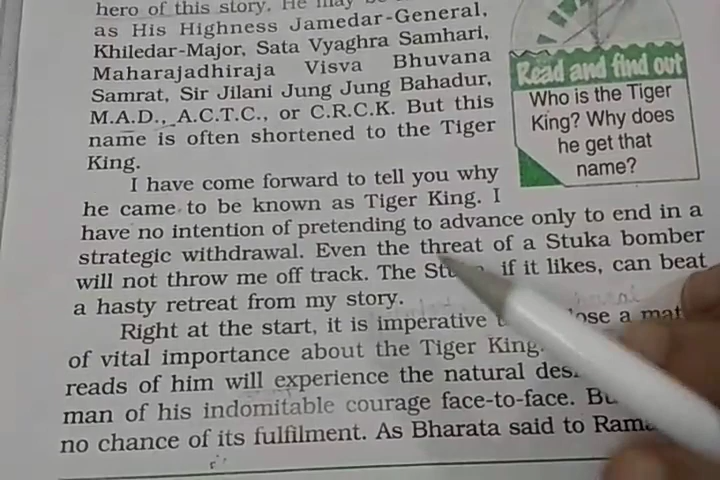 hero of this story. He may be
as His Highness Jamedar-General,
Khiledar-Major, Sata Vyaghra Samhari,
Maharajadhiraja Visva Bhuvana
Samrat, Sir Jilani Jung Jung Bahadur,
M.A.D., A.C.T.C., or C.R.C.K. But this
name is often shortened to the Tiger
King.
Read and find out
Who is the Tiger
King? Why does
he get that
name?
I have come forward to tell you why
he came to be known as Tiger King. I
have no intention of pretending to advance only to end in a
strategic withdrawal. Even the threat of a Stuka bomber
will not throw me off track. The if it likes, can beat
a hasty retreat from my story.
Right at the start, it is imperative a
of vital importance about the Tiger King.
reads of him will experience the natural
man of his indomitable courage face-to-face.
no chance of its fulfilment. As Bharata said to